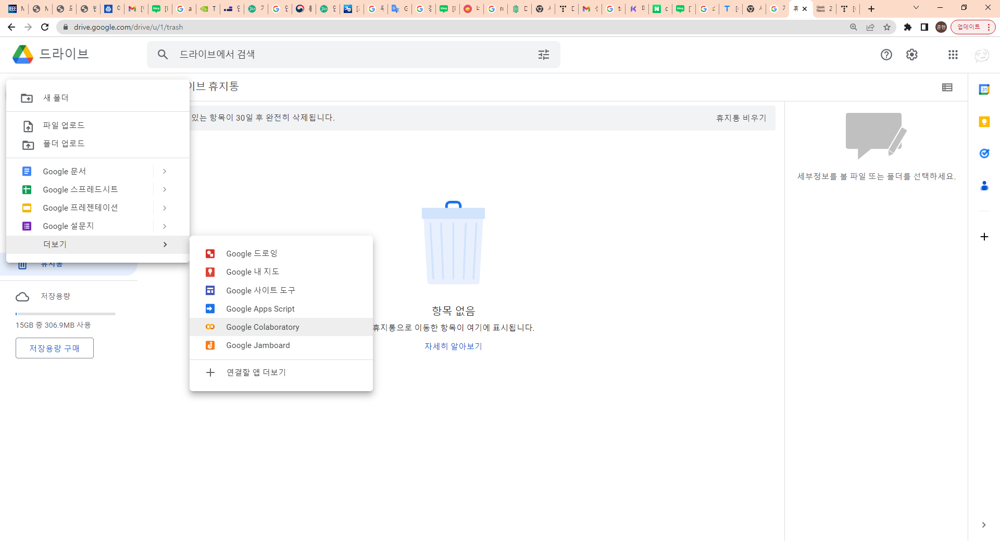 IEEE
blog
blog
blog
Geek
News
drive.google.com/drive/u/1/trash
준현
업데이트
드라이브
드라이브에서 검색
이브 휴지통
31
새 폴더
있는 항목이 30일 후 완전히 삭제됩니다.
휴지통 비우기
파일 업로드
폴더 업로드
Google 문서
Google 스프레드시트
Google 프레젠테이션
Google 설문지
더보기
휴지통
세부정보를 볼 파일 또는 폴더를 선택하세요.
Google 드로잉
Google 내 지도
Google 사이트 도구
Google Apps Script
Google Colaboratory
Google Jamboard
연결할 앱 더보기
저장용량
15GB 중 306.9MB 사용
저장용량 구매
항목 없음
휴지통으로 이동한 항목이 여기에 표시됩니다.
자세히 알아보기